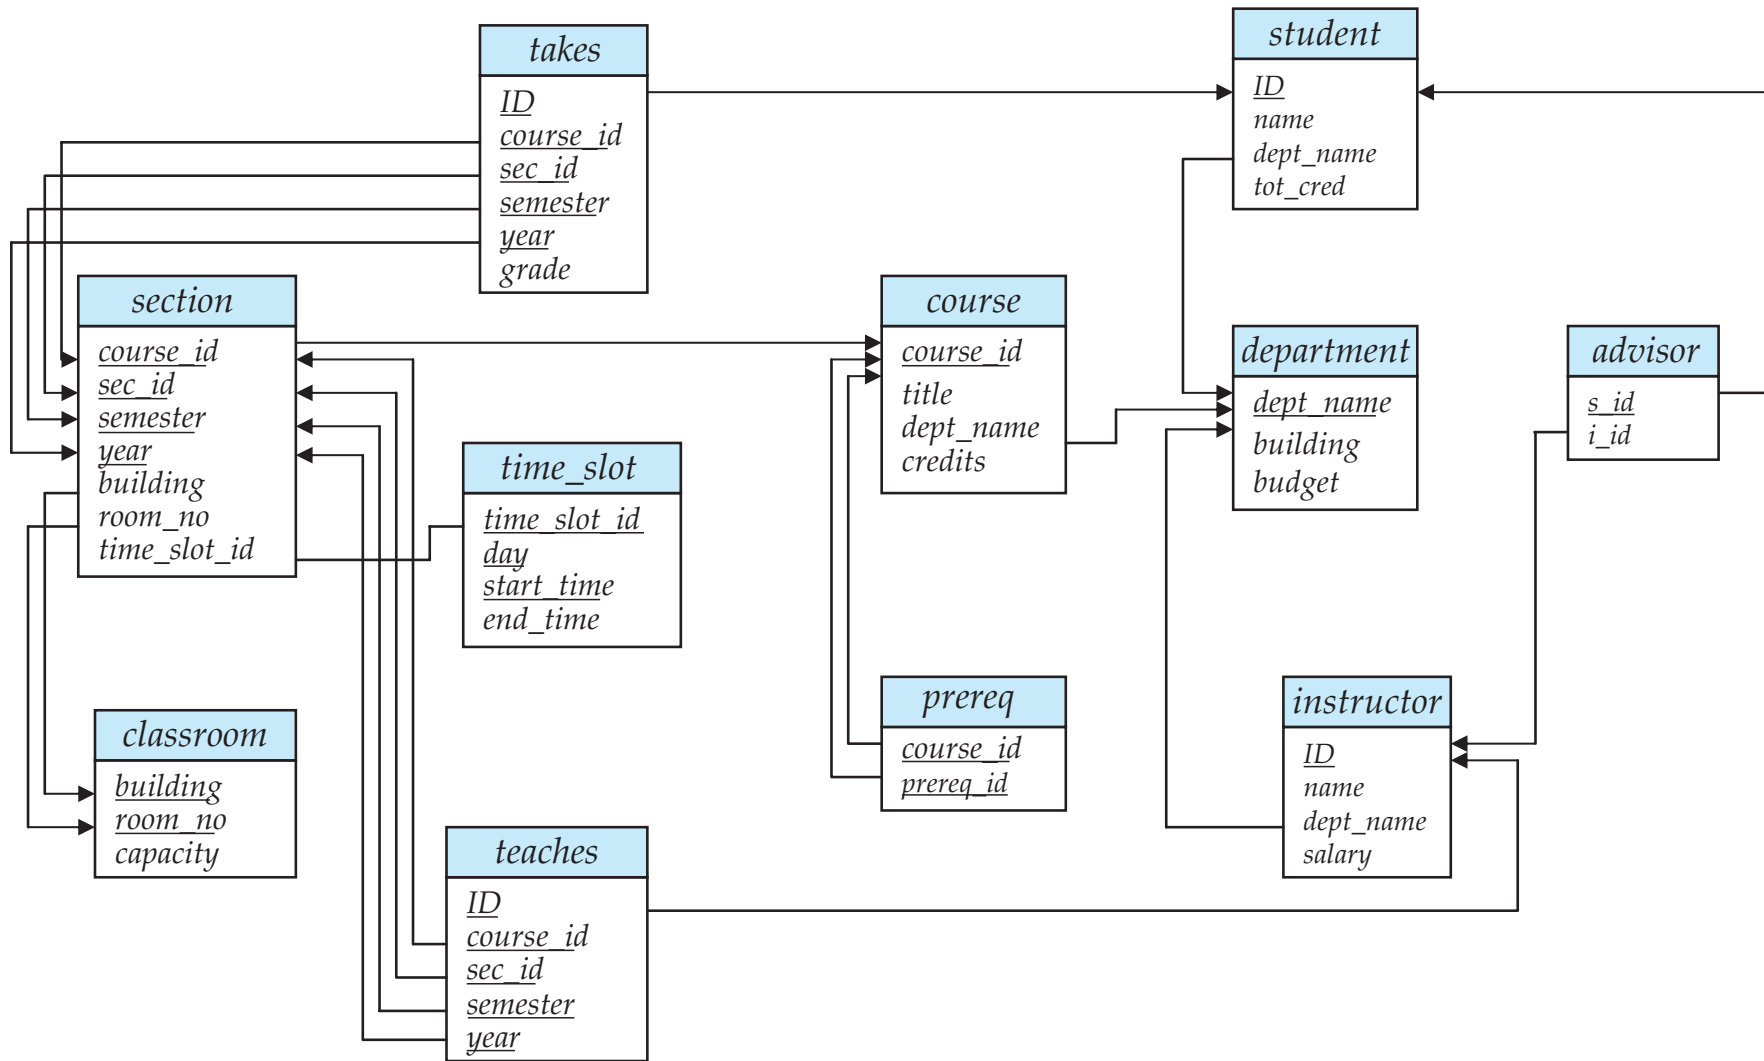 takes
ID
course_id
sec_id
semester
year
grade
student
ID
name
dept_name
tot_cred
section
course_id
sec_id
semester
year
building
room_no
time_slot_id
time_slot
time_slot_id
day
start_time
end_time
course
course_id
title
dept_name
credits
department
dept_name
building
budget
advisor
s_id
i_id
classroom
building
room_no
capacity
prereq
course_id
prereq_id
instructor
ID
name
dept_name
salary
teaches
ID
course_id
sec_id
semester
year